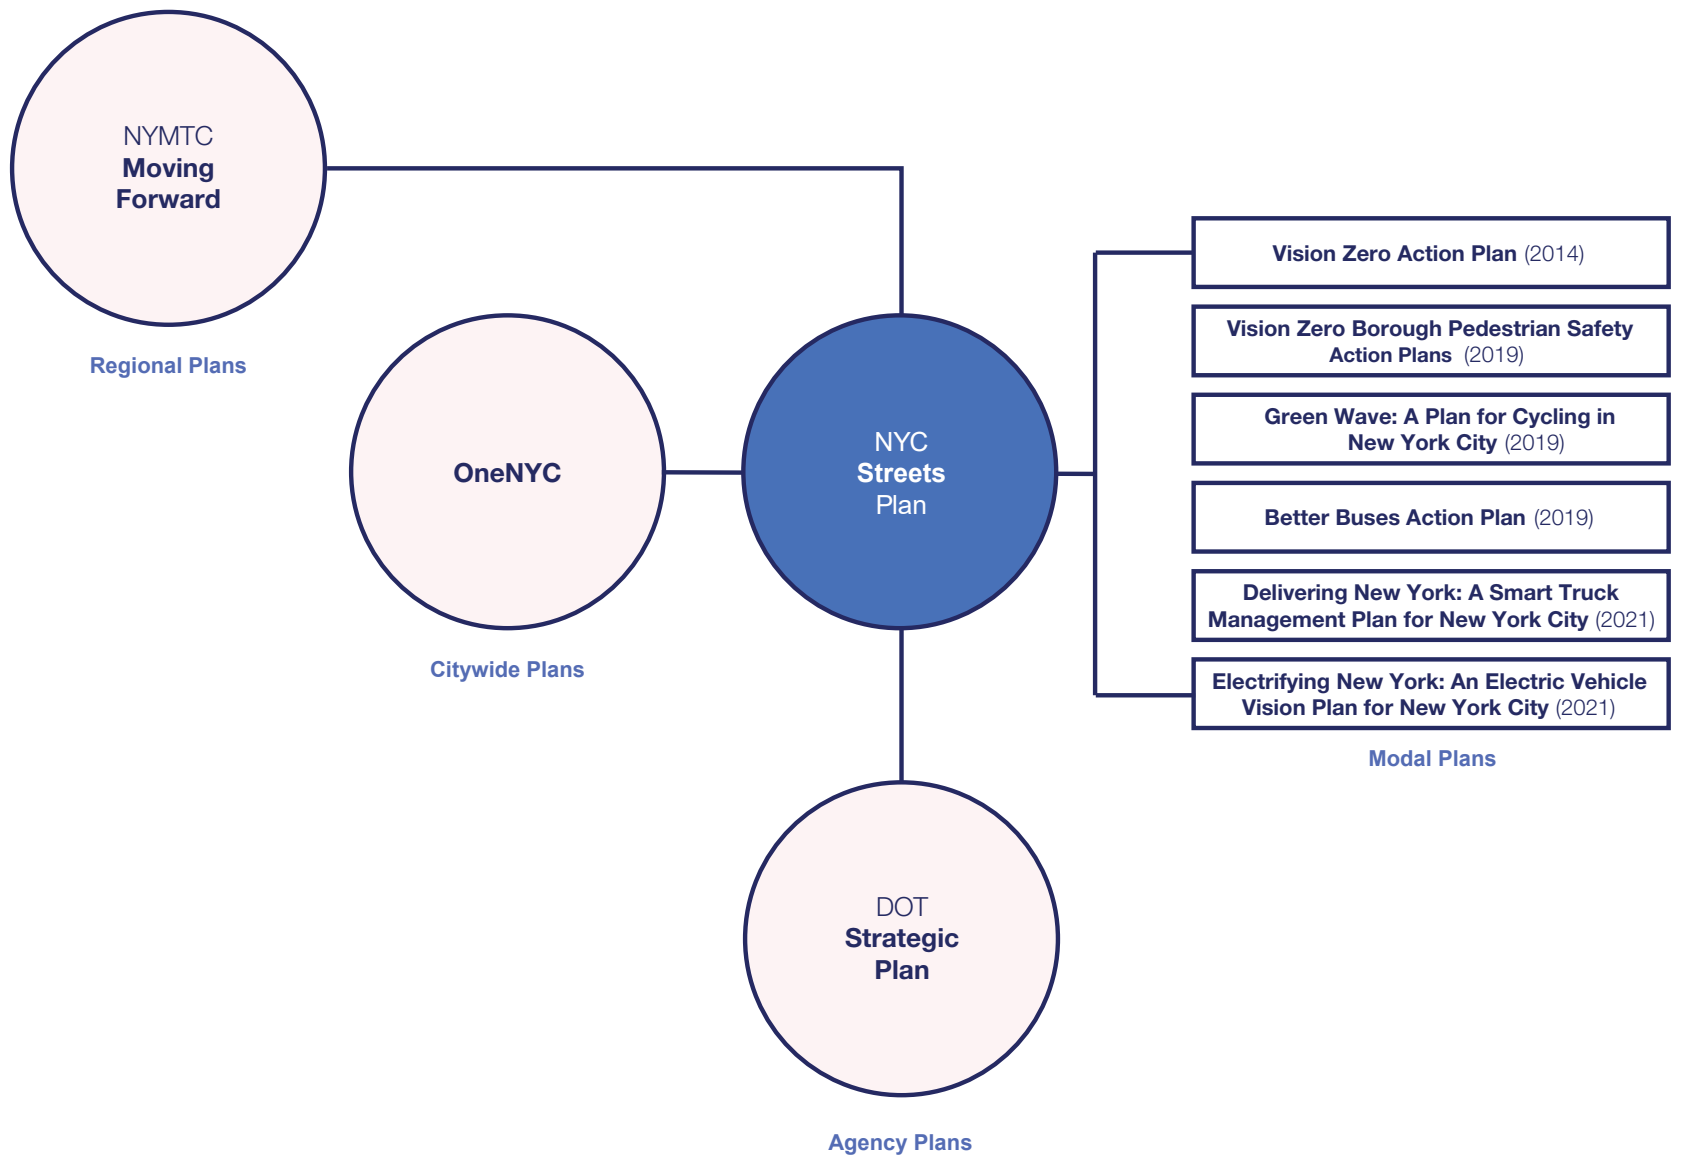 NYMTC
Moving
Forward
Regional Plans
OneNYC
Citywide Plans
NYC
Streets
Plan
DOT
Strategic
Plan
Agency Plans
Vision Zero Action Plan (2014)
Vision Zero Borough Pedestrian Safety
Action Plans (2019)
Green Wave: A Plan for Cycling in
New York City (2019)
Better Buses Action Plan (2019)
Delivering New York: A Smart Truck
Management Plan for New York City (2021)
Electrifying New York: An Electric Vehicle
Vision Plan for New York City (2021)
Modal Plans